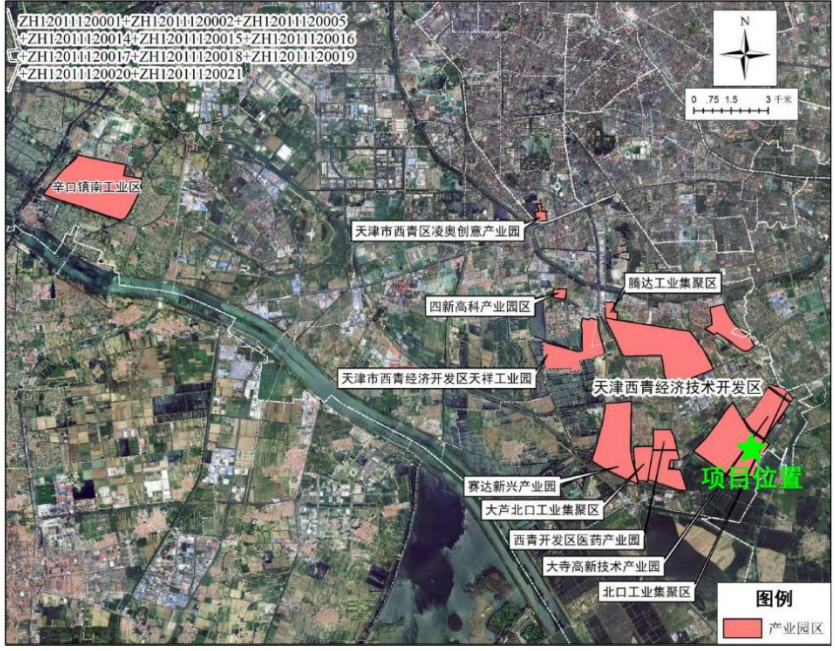 ZH12011120001+ZH12011120002+ZH12011120005
+ZH12011120014+ZH12011120015+ZH12011120016
+ZH12011120017+ZH12011120018+ZH12011120019
+ZH12011120020+ZH12011120021
N
0 .75 1.5 3 千米
辛口镇南工业区
天津市西青区凌奥创意产业园
腾达工业集聚区
四新高科产业园区
天津市西青经济开发区天祥工业园
天津西青经济技术开发区
项目位置
赛达新兴产业园
大芦北口工业集聚区
西青开发区医药产业园
大寺高新技术产业园
北口工业集聚区
图例
产业园区